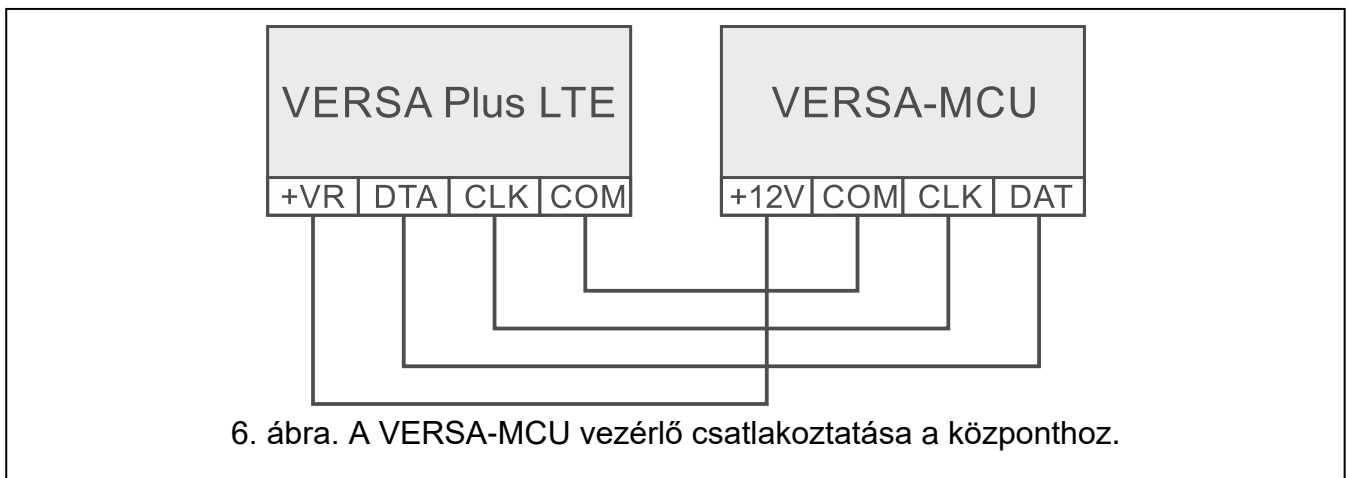 VERSA Plus LTE
VERSA-MCU
+VR DTA CLK COM
+12V COM CLK DAT
6. ábra. A VERSA-MCU vezérlő csatlakoztatása a központhoz.